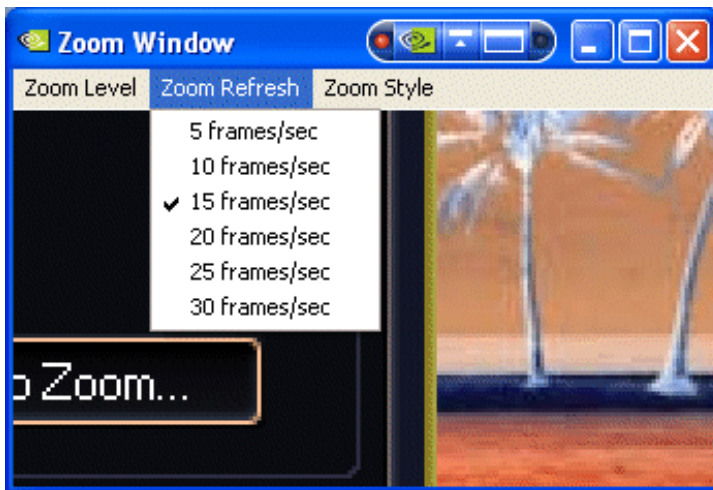 Zoom Window
Zoom Level Zoom Refresh Zoom Style
5 frames/sec
10 frames/sec
15 frames/sec
20 frames/sec
25 frames/sec
30 frames/sec
Zoom...